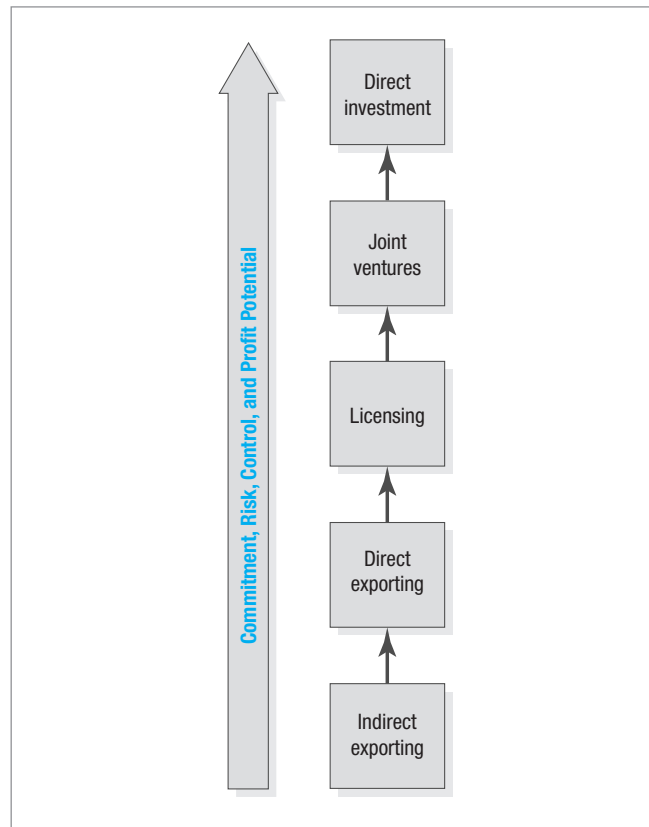 Direct
investment
Joint
ventures
Commitment, Risk, Control, and Profit Potential
Licensing
Direct
exporting
Indirect
exporting